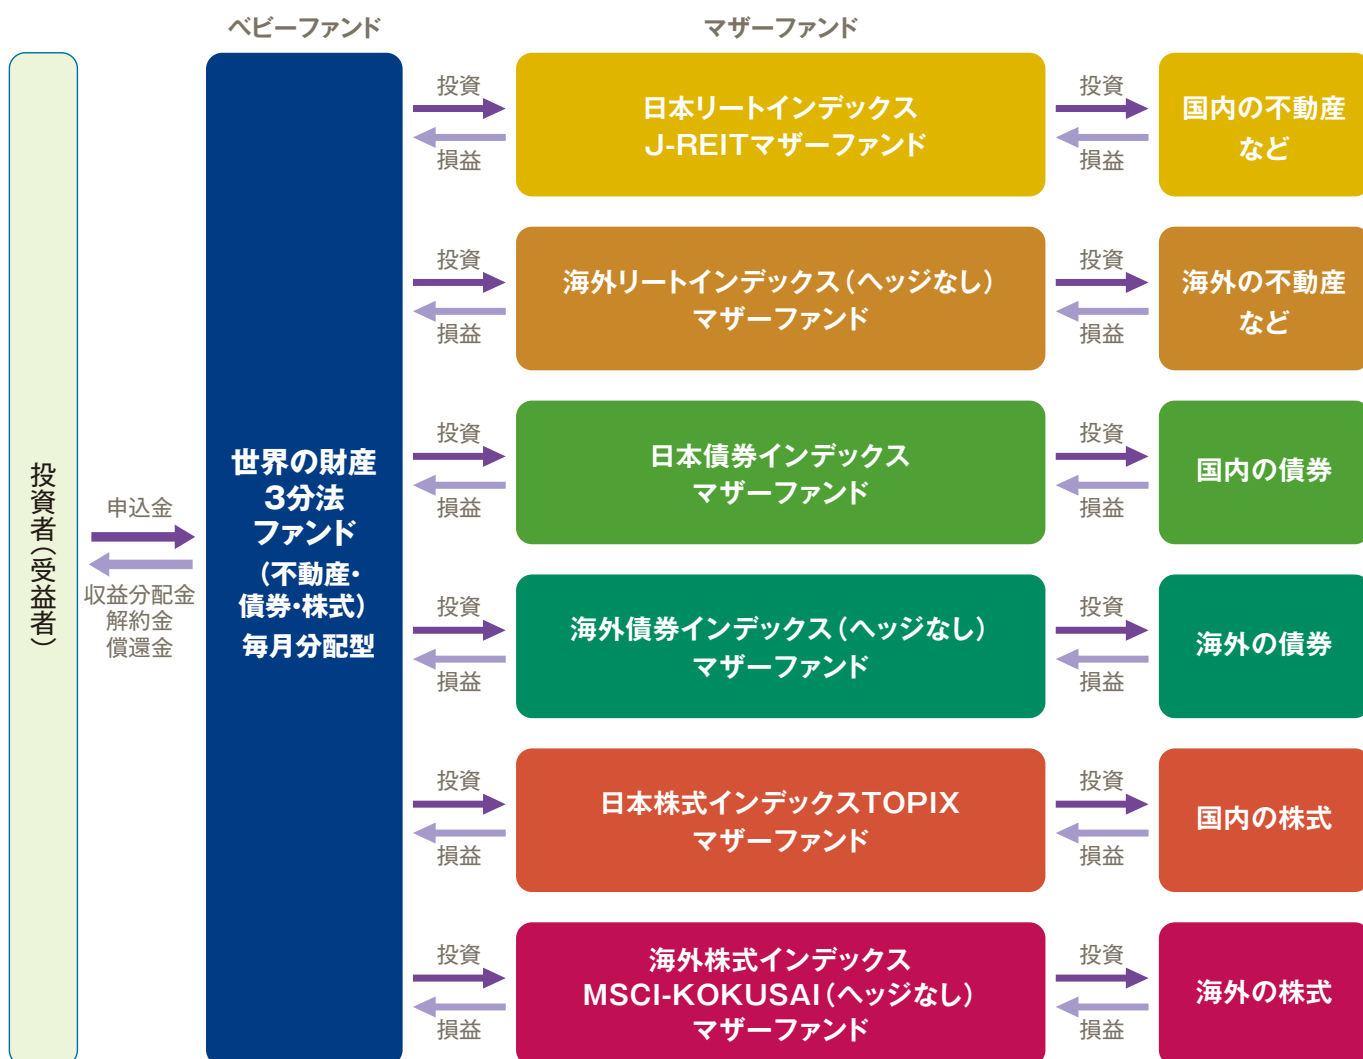 ベビーファンド
マザーファンド
投資者(受益者)
申込金
収益分配金
解約金
償還金
世界の財産
3分法
ファンド
(不動産・
債券・株式)
毎月分配型
投資
損益
日本リートインデックス
J-REITマザーファンド
投資
損益
国内の不動産
など
投資
損益
海外リートインデックス(ヘッジなし)
マザーファンド
投資
損益
海外の不動産
など
投資
損益
日本債券インデックス
マザーファンド
投資
損益
国内の債券
投資
損益
海外債券インデックス(ヘッジなし)
マザーファンド
投資
損益
海外の債券
投資
損益
日本株式インデックスTOPIX
マザーファンド
投資
損益
国内の株式
投資
損益
海外株式インデックス
MSCI-KOKUSAI(ヘッジなし)
マザーファンド
投資
損益
海外の株式